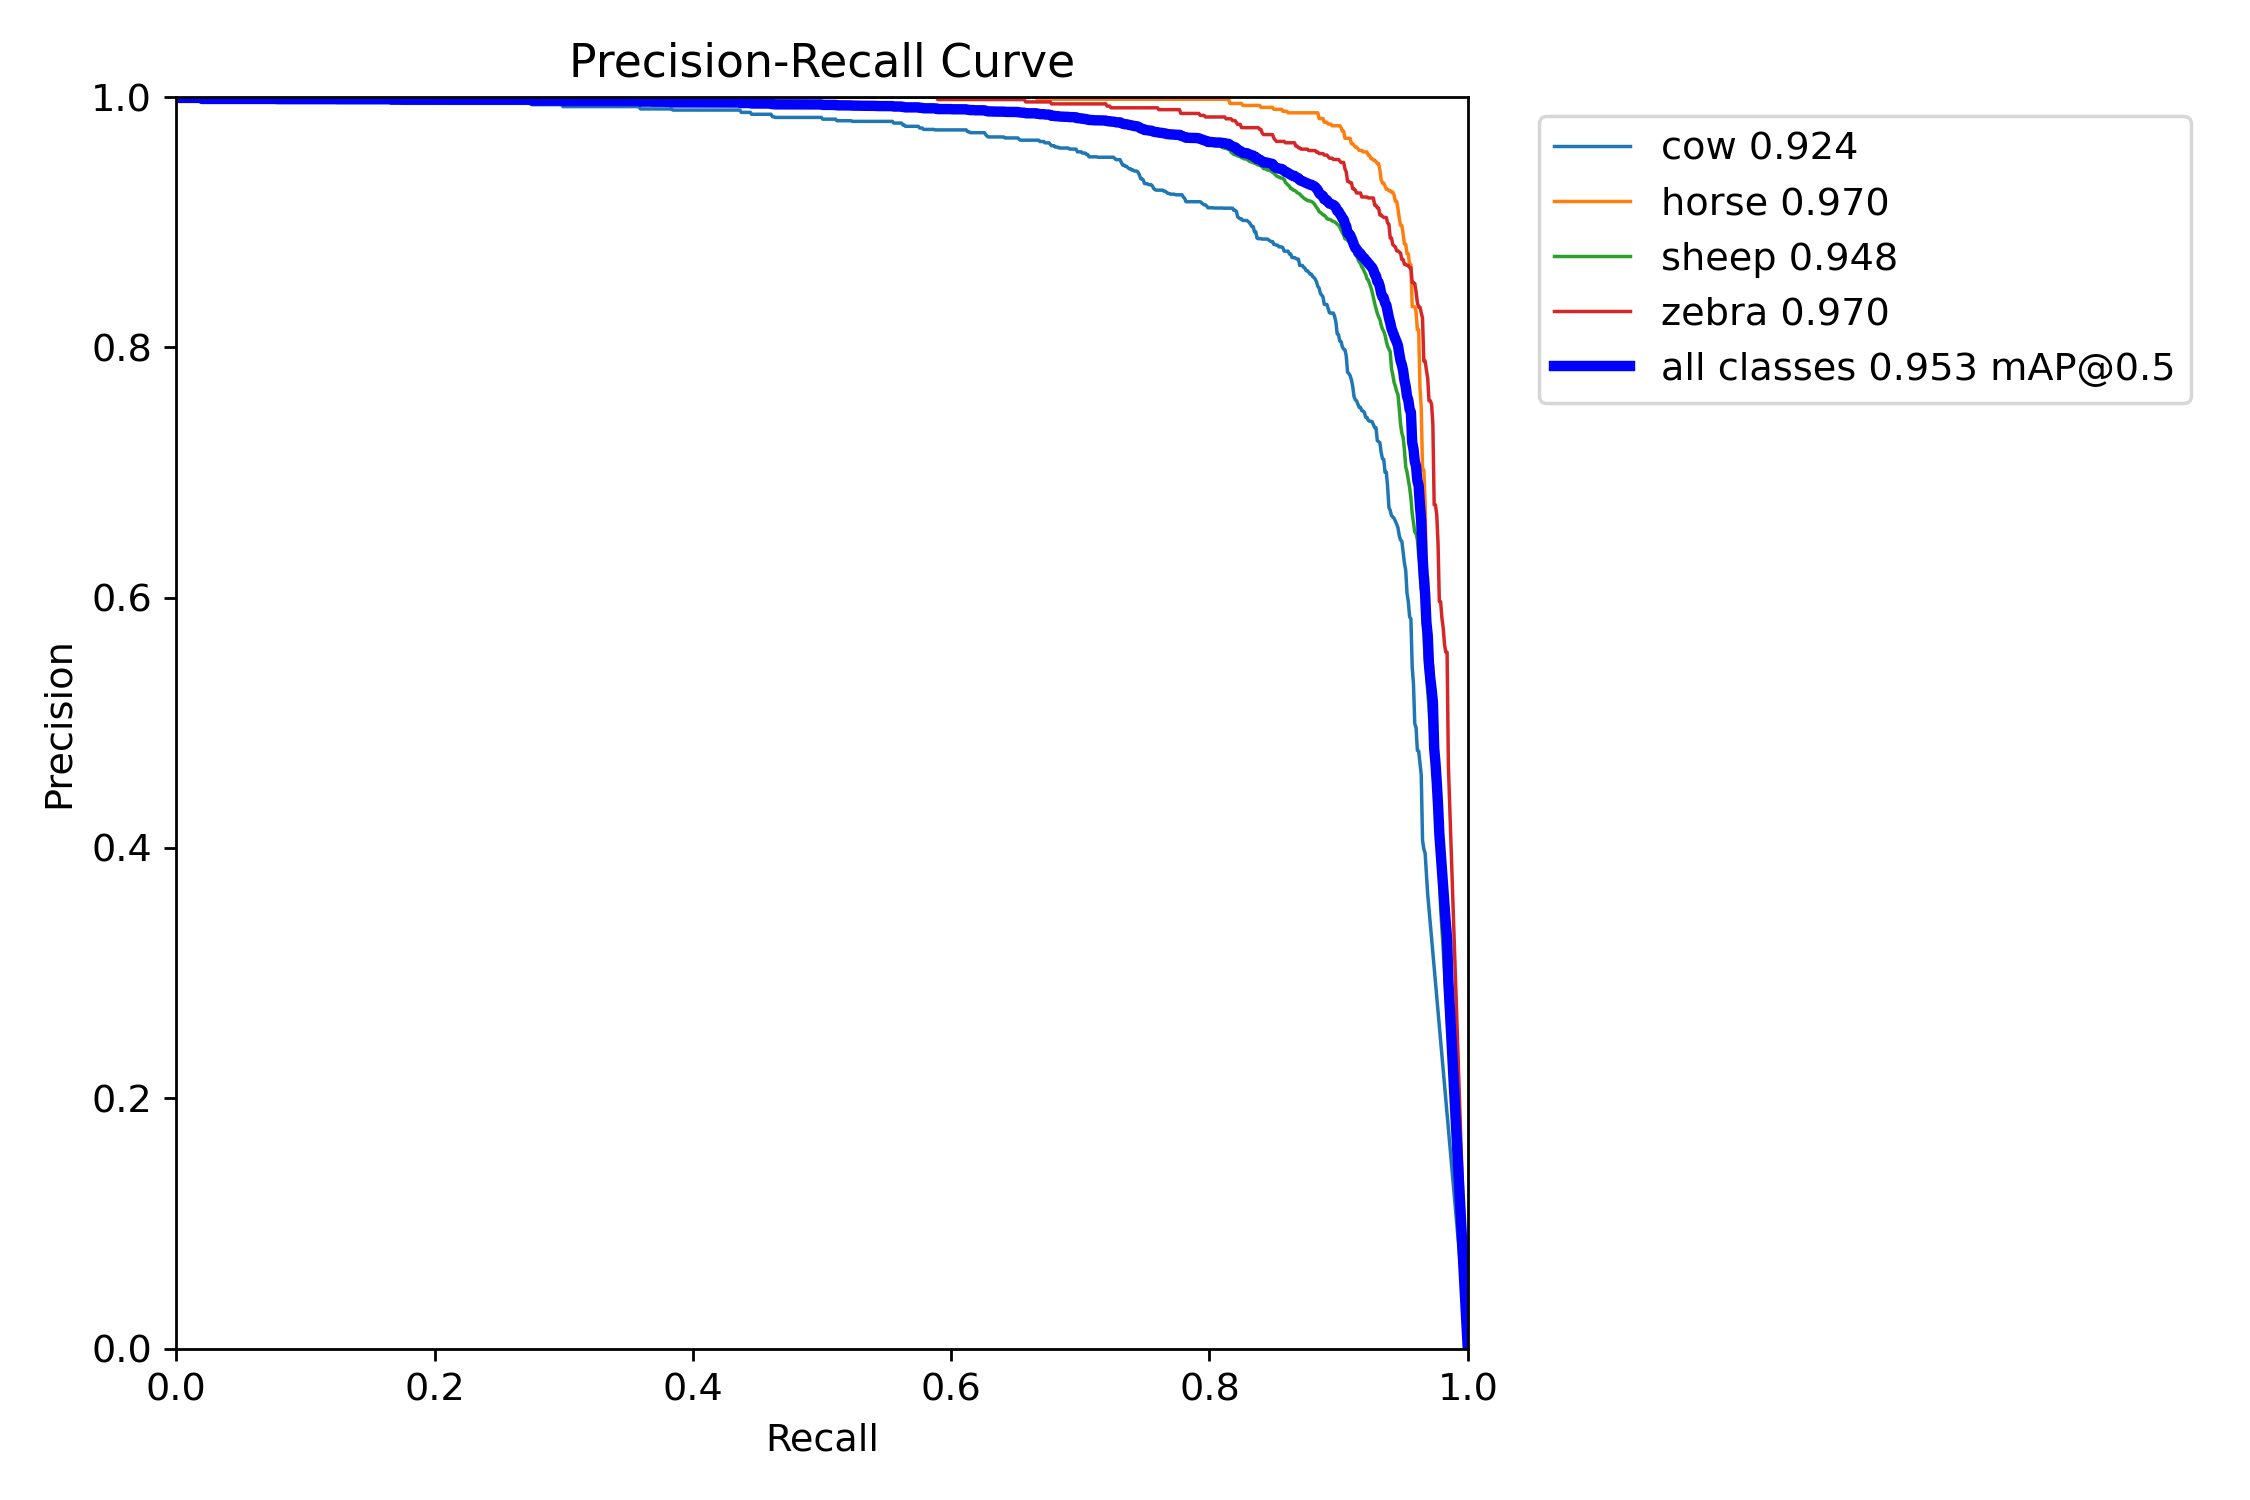 Precision-Recall Curve
1.0
0.8
0.6
0.4
0.2
0.0
Precision
0.0 0.2 0.4 0.6 0.8 1.0
Recall
cow 0.924
horse 0.970
sheep 0.948
zebra 0.970
all classes 0.953 mAP@0.5